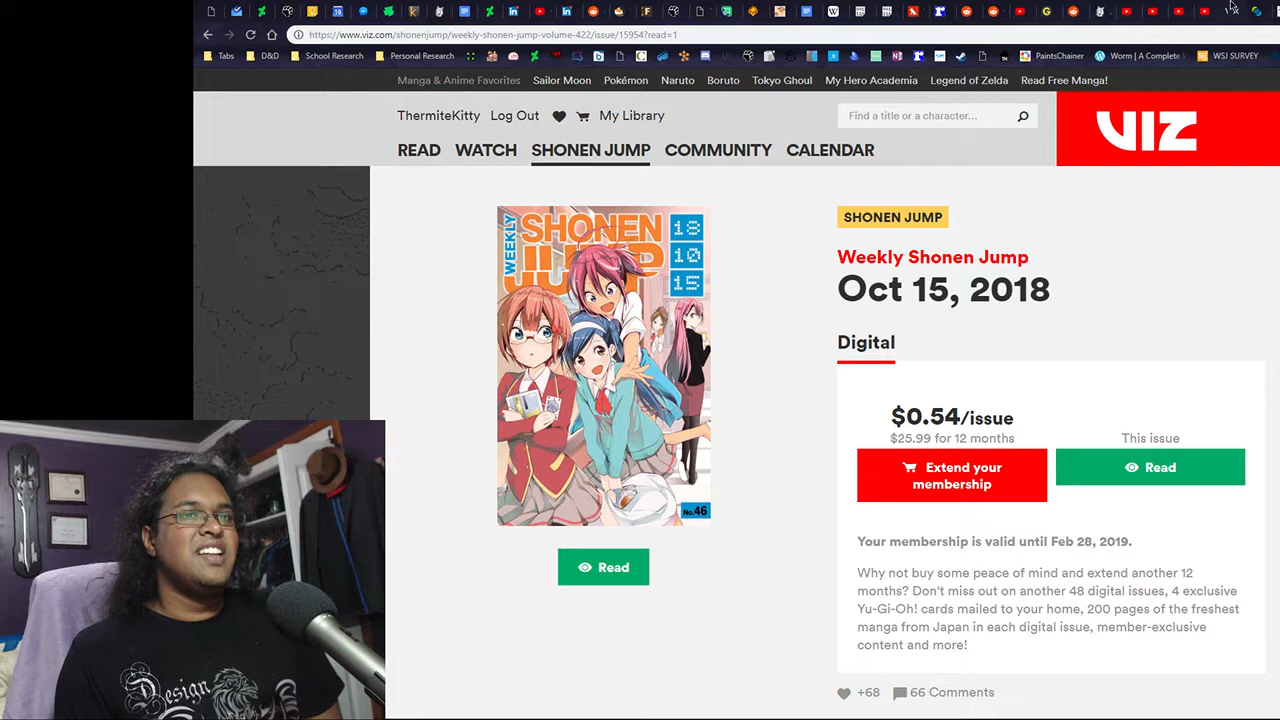 https://www.viz.com/shonenjump/weekly-shonen-jump-volume-422/issue/15954?read=1
Tabs D&D School Research Personal Research PaintsChainer Worm | A Complete WSJ SURVEY
Manga & Anime Favorites Sailor Moon Pokémon Naruto Boruto Tokyo Ghoul My Hero Academia Legend of Zelda Read Free Manga!
ThermiteKitty Log Out My Library
Find a title or a character...
VIZ
READ WATCH SHONEN JUMP COMMUNITY CALENDAR
WEEKLY
SHONEN
JUMP
18
10
15
No.46
Read
SHONEN JUMP
Weekly Shonen Jump
Oct 15, 2018
Digital
$0.54/issue
$25.99 for 12 months
Extend your
membership
This issue
Read
Your membership is valid until Feb 28, 2019.
Why not buy some peace of mind and extend another 12
months? Don't miss out on another 48 digital issues, 4 exclusive
Yu-Gi-Oh! cards mailed to your home, 200 pages of the freshest
manga from Japan in each digital issue, member-exclusive
content and more!
+68 66 Comments
Design